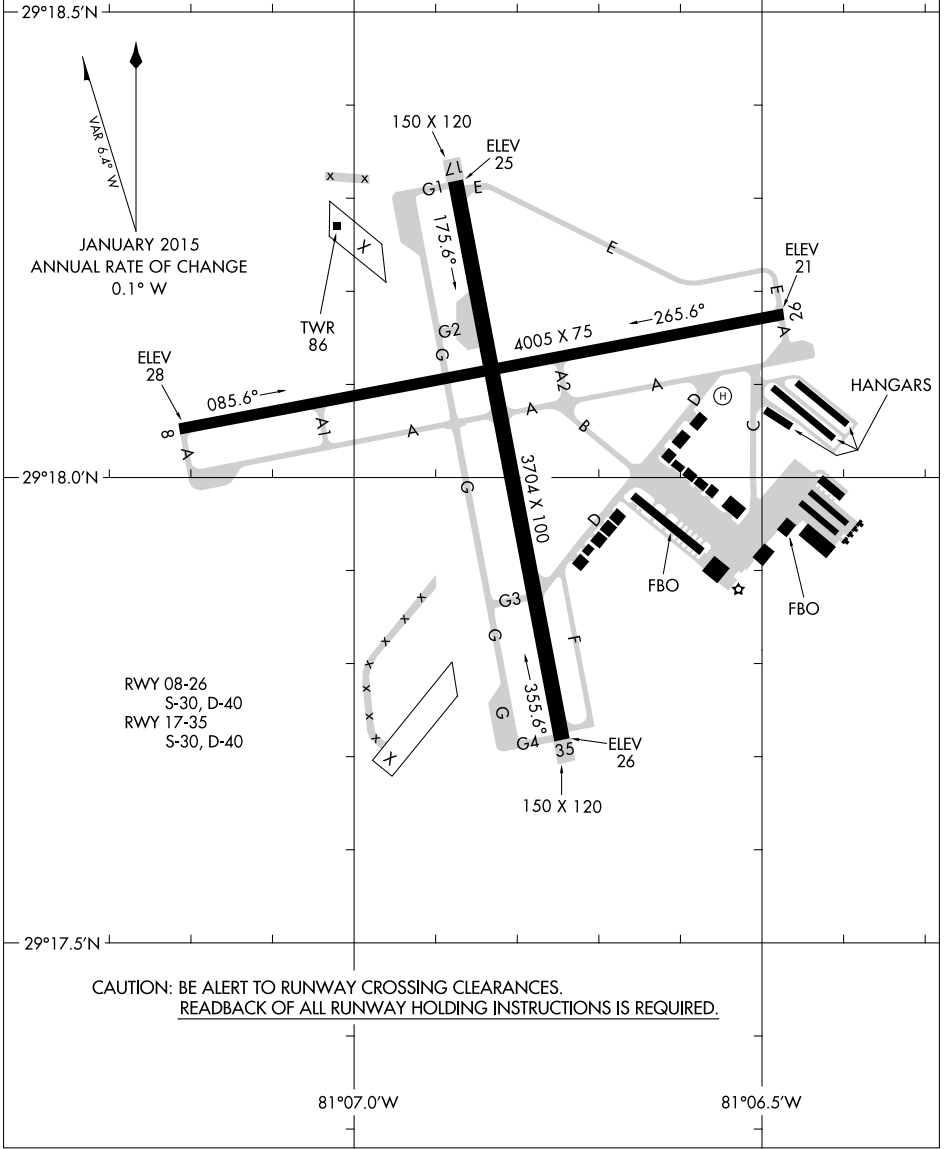 29°18.5'N
VAR 6.4° W
JANUARY 2015
ANNUAL RATE OF CHANGE
0.1° W
150 X 120
17
ELEV
25
G1
E
175.6°
X X
X
TWR
86
E
ELEV
21
E
26
A
G2
G
4005 X 75
265.6°
ELEV
28
085.6°
8
A
A1
A
A
A2
A
B
D
H
C
HANGARS
29°18.0'N
G
3704 X 100
D
FBO
FBO
G3
G
F
x
x
x
x
x
x
x
X
RWY 08-26
S-30, D-40
RWY 17-35
S-30, D-40
355.6°
G
G4
35
ELEV
26
150 X 120
29°17.5'N
CAUTION: BE ALERT TO RUNWAY CROSSING CLEARANCES.
READBACK OF ALL RUNWAY HOLDING INSTRUCTIONS IS REQUIRED.
81°07.0'W
81°06.5'W